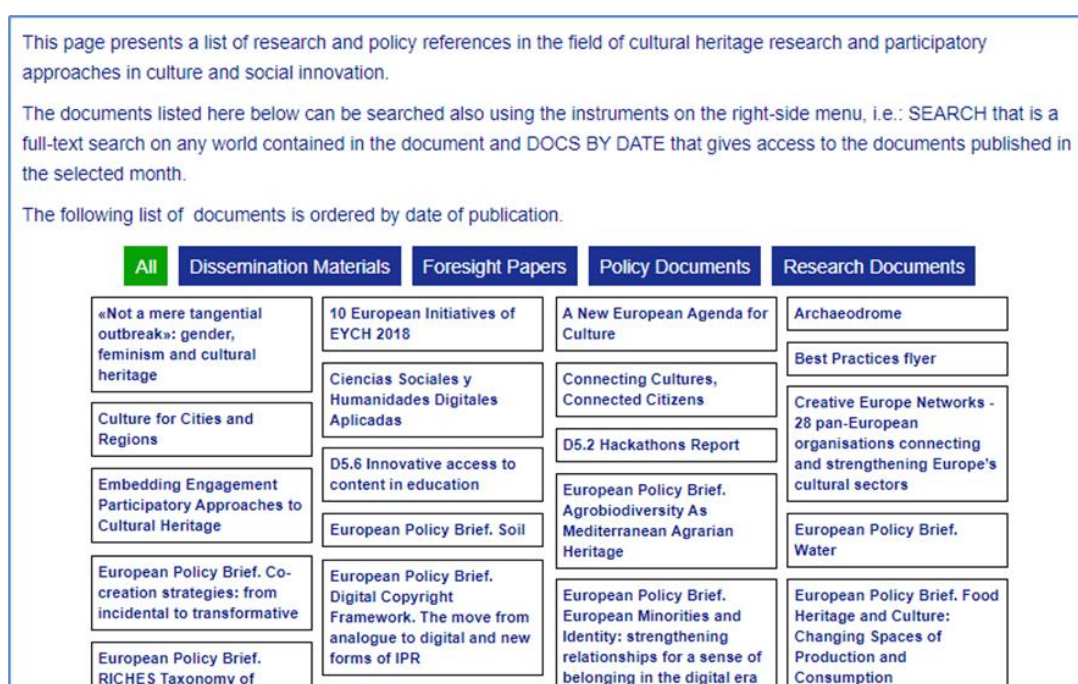 This page presents a list of research and policy references in the field of cultural heritage research and participatory
approaches in culture and social innovation.
The documents listed here below can be searched also using the instruments on the right-side menu, i.e.: SEARCH that is a
full-text search on any world contained in the document and DOCS BY DATE that gives access to the documents published in
the selected month.
The following list of  documents is ordered by date of publication.
All
Dissemination Materials
Foresight Papers
Policy Documents
Research Documents
«Not a mere tangential
outbreak»: gender,
feminism and cultural
heritage
Culture for Cities and
Regions
Embedding Engagement
Participatory Approaches to
Cultural Heritage
European Policy Brief. Co-
creation strategies: from
incidental to transformative
European Policy Brief.
RICHES Taxonomy of
10 European Initiatives of
EYCH 2018
Ciencias Sociales y
Humanidades Digitales
Aplicadas
D5.6 Innovative access to
content in education
European Policy Brief. Soil
European Policy Brief.
Digital Copyright
Framework. The move from
analogue to digital and new
forms of IPR
A New European Agenda for
Culture
Connecting Cultures,
Connected Citizens
D5.2 Hackathons Report
European Policy Brief.
Agrobiodiversity As
Mediterranean Agrarian
Heritage
European Policy Brief.
European Minorities and
Identity: strengthening
relationships for a sense of
belonging in the digital era
Archaeodrome
Best Practices flyer
Creative Europe Networks -
28 pan-European
organisations connecting
and strengthening Europe's
cultural sectors
European Policy Brief.
Water
European Policy Brief. Food
Heritage and Culture:
Changing Spaces of
Production and
Consumption